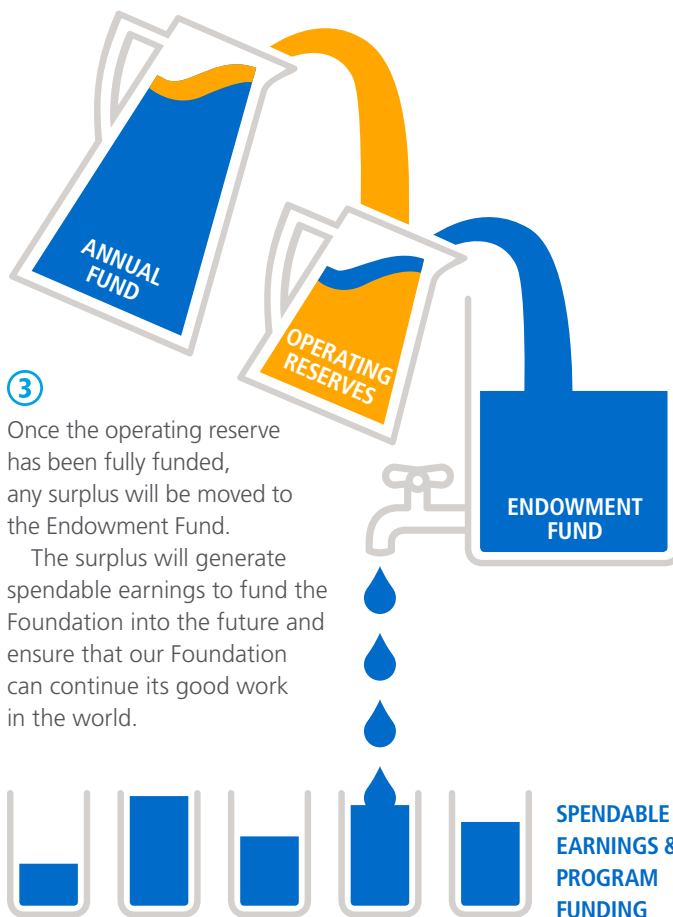 ANNUAL
FUND
OPERATING
RESERVES
③
Once the operating reserve
has been fully funded,
any surplus will be moved to
the Endowment Fund.
The surplus will generate
spendable earnings to fund the
Foundation into the future and
ensure that our Foundation
can continue its good work
in the world.
ENDOWMENT
FUND
SPENDABLE
EARNINGS &
PROGRAM
FUNDING